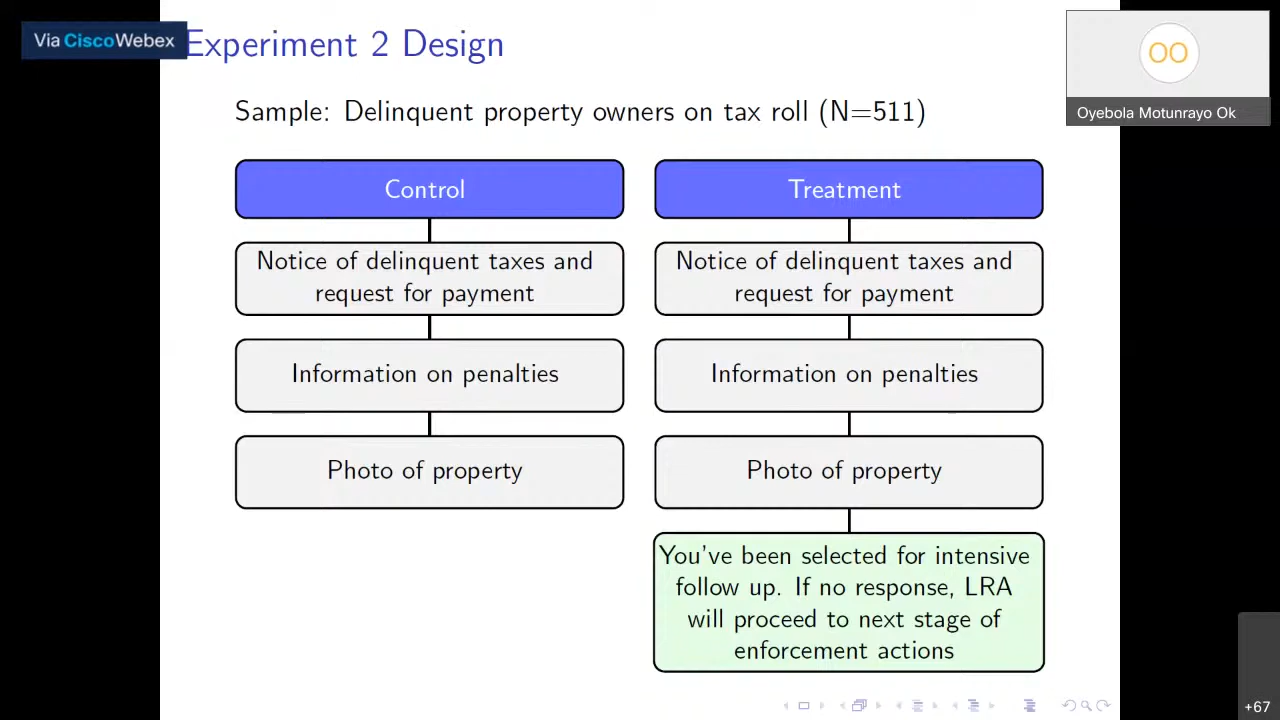 Via CiscoWebex
Experiment 2 Design
OO
Oyebola Motunrayo Ok
Sample: Delinquent property owners on tax roll (N=511)
Control
Notice of delinquent taxes and
request for payment
Information on penalties
Photo of property
Treatment
Notice of delinquent taxes and
request for payment
Information on penalties
Photo of property
You've been selected for intensive
follow up. If no response, LRA
will proceed to next stage of
enforcement actions
+67